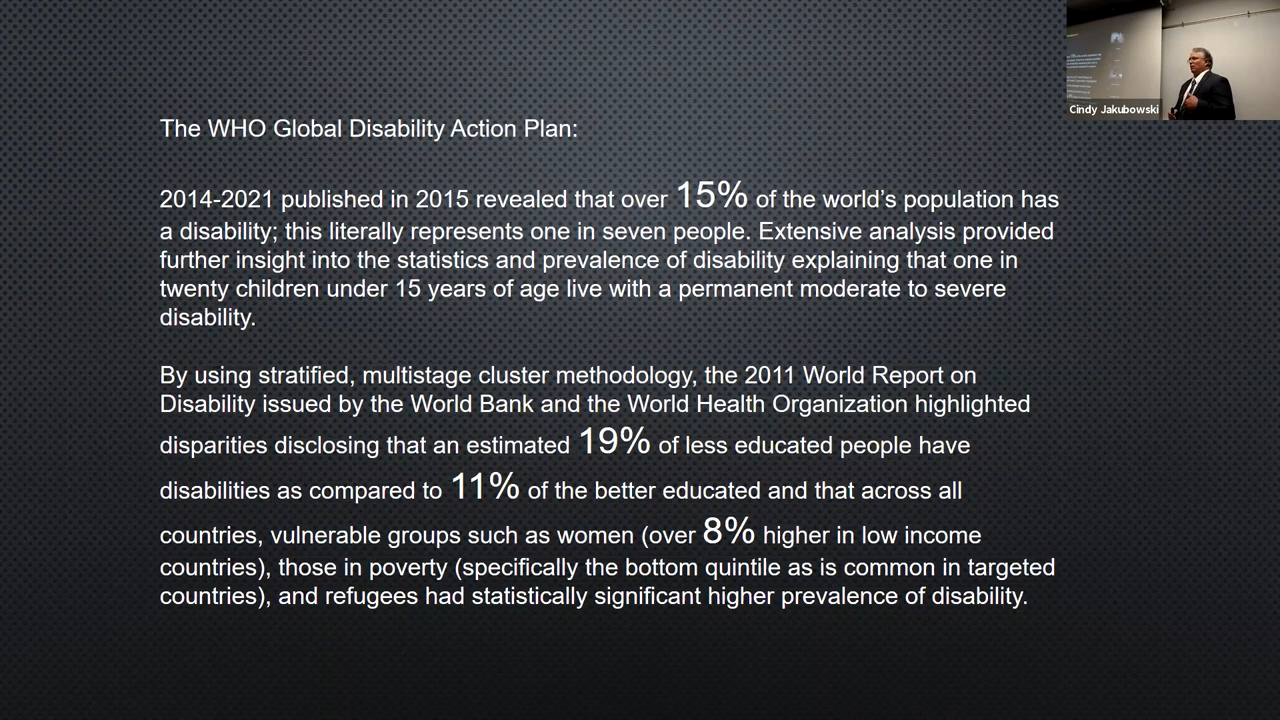 The WHO Global Disability Action Plan:
2014-2021 published in 2015 revealed that over 15% of the world’s population has
a disability; this literally represents one in seven people. Extensive analysis provided
further insight into the statistics and prevalence of disability explaining that one in
twenty children under 15 years of age live with a permanent moderate to severe
disability.
By using stratified, multistage cluster methodology, the 2011 World Report on
Disability issued by the World Bank and the World Health Organization highlighted
disparities disclosing that an estimated 19% of less educated people have
disabilities as compared to 11% of the better educated and that across all
countries, vulnerable groups such as women (over 8% higher in low income
countries), those in poverty (specifically the bottom quintile as is common in targeted
countries), and refugees had statistically significant higher prevalence of disability.
Cindy Jakubowski